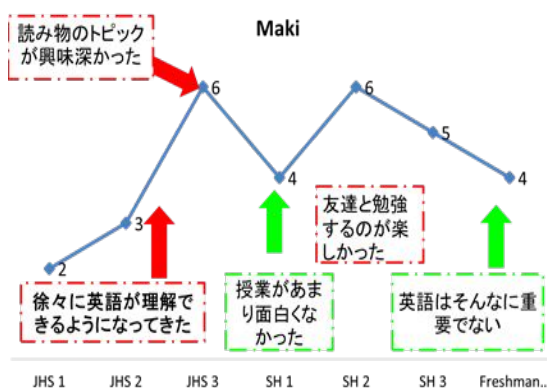 Maki
読み物のトピック
が興味深かった
6
6
5
4
4
3
2
友達と勉強
するのが楽
しかった
徐々に英語が理解で
きるようになってきた
授業があま
り面白くな
かった
英語はそんなに重
要でない
JHS 1
JHS 2
JHS 3
SH 1
SH 2
SH 3
Freshman..